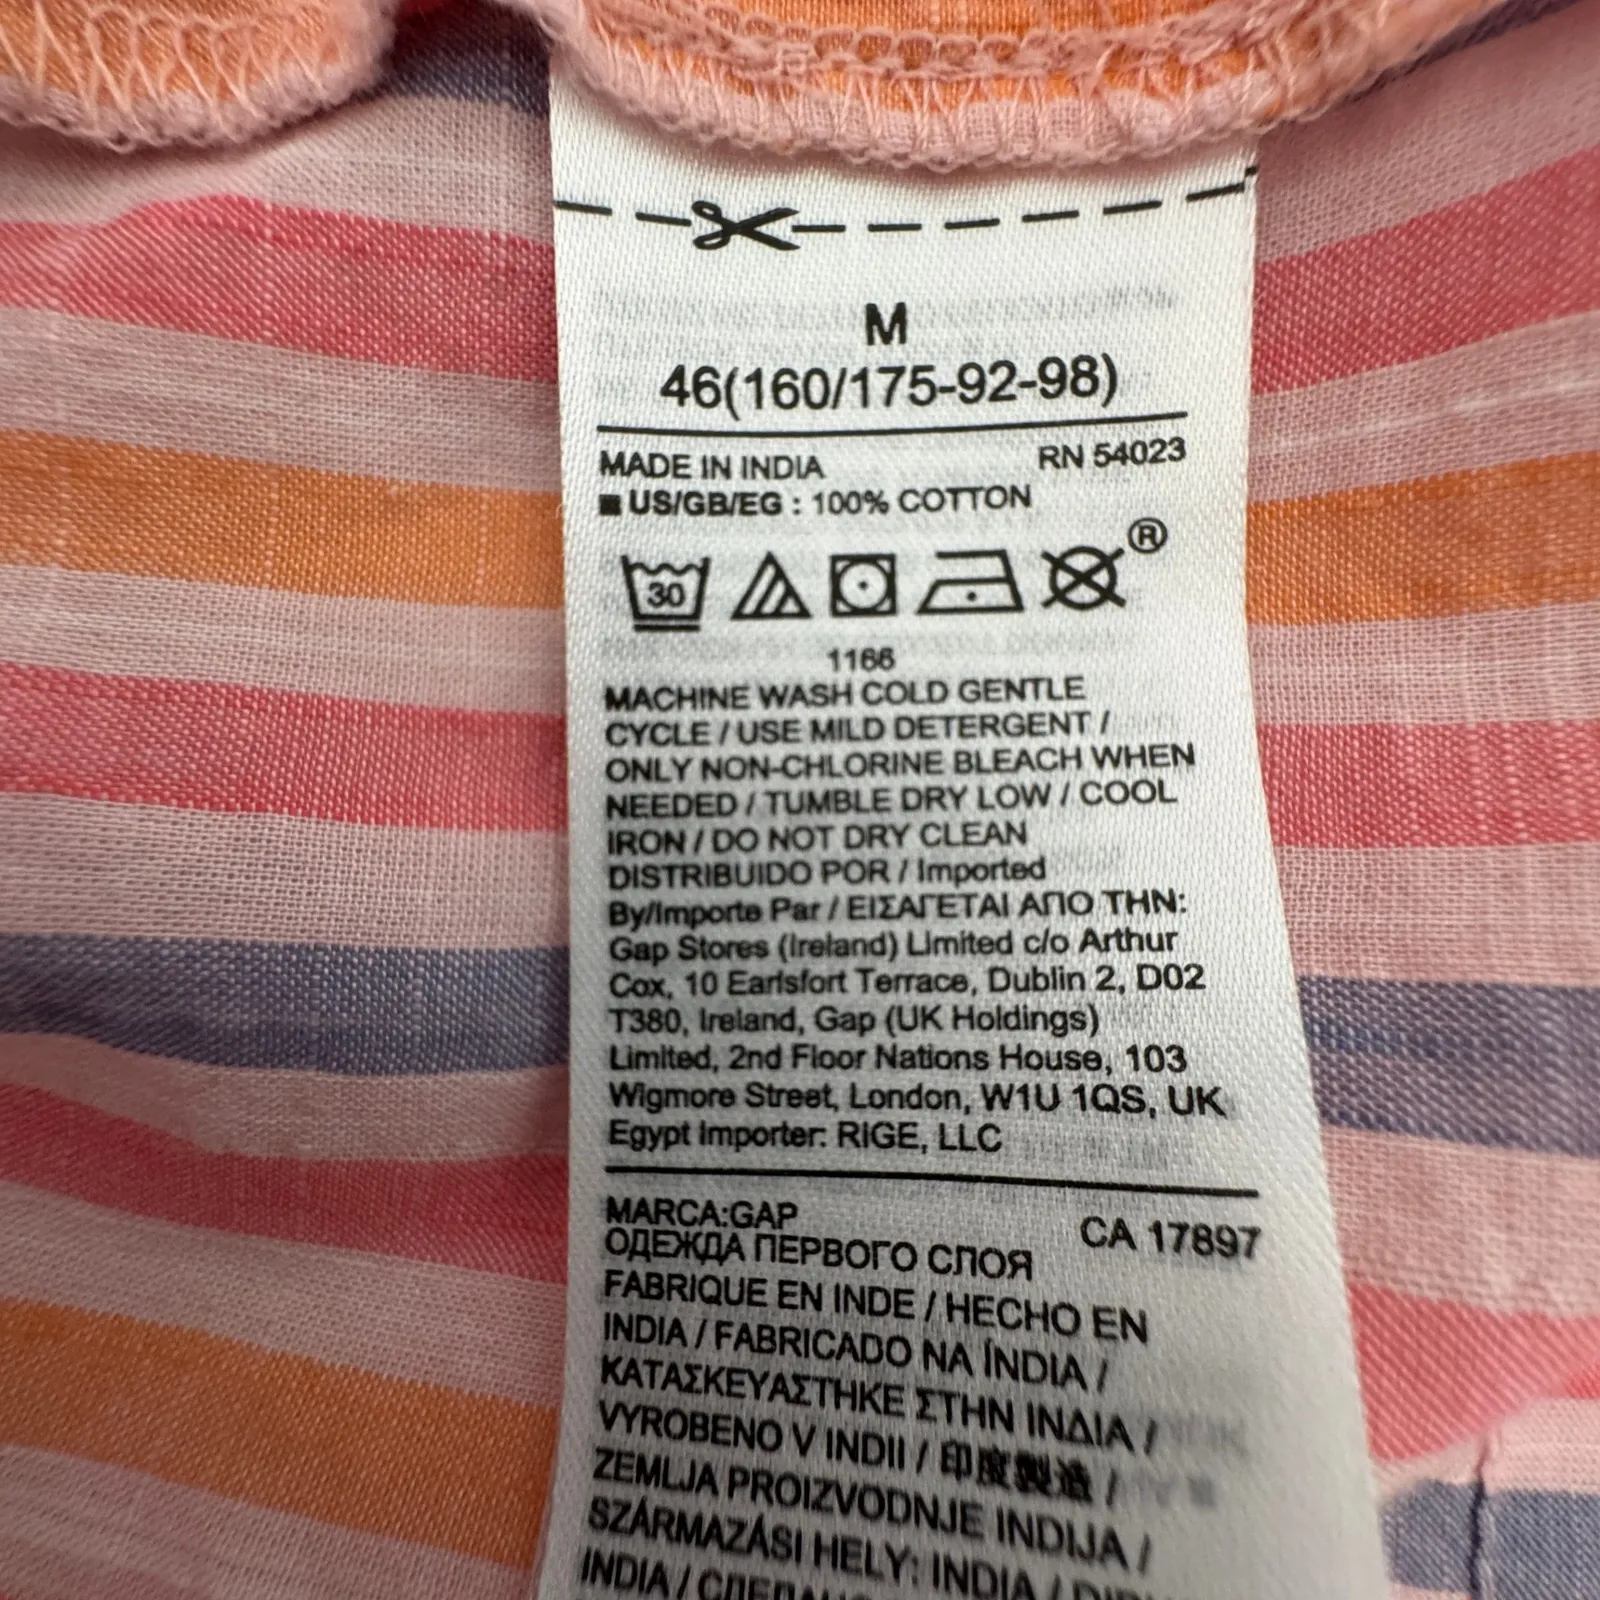 M
46(160/175-92-98)
MADE IN INDIA RN 54023
■ US/GB/EG : 100% COTTON
30 ®
1166
MACHINE WASH COLD GENTLE
CYCLE / USE MILD DETERGENT /
ONLY NON-CHLORINE BLEACH WHEN
NEEDED / TUMBLE DRY LOW / COOL
IRON / DO NOT DRY CLEAN
DISTRIBUIDO POR / Imported
By/Importe Par / ΕΙΣΑΓΕΤΑΙ ΑΠΟ ΤΗΝ:
Gap Stores (Ireland) Limited c/o Arthur
Cox, 10 Earlsfort Terrace, Dublin 2, D02
T380, Ireland, Gap (UK Holdings)
Limited, 2nd Floor Nations House, 103
Wigmore Street, London, W1U 1QS, UK
Egypt Importer: RIGE, LLC
MARCA:GAP CA 17897
ОДЕЖДА ПЕРВОГО СЛОЯ
FABRIQUE EN INDE / HECHO EN
INDIA / FABRICADO NA ÍNDIA /
ΚΑΤΑΣΚΕΥΑΣΤΗΚΕ ΣΤΗΝ ΙΝΔΙΑ /
VYROBENO V INDII / 印度製造 /
ZEMLJA PROIZVODNJE INDIJA /
SZÁRMAZÁSI HELY: INDIA /
INDIA /